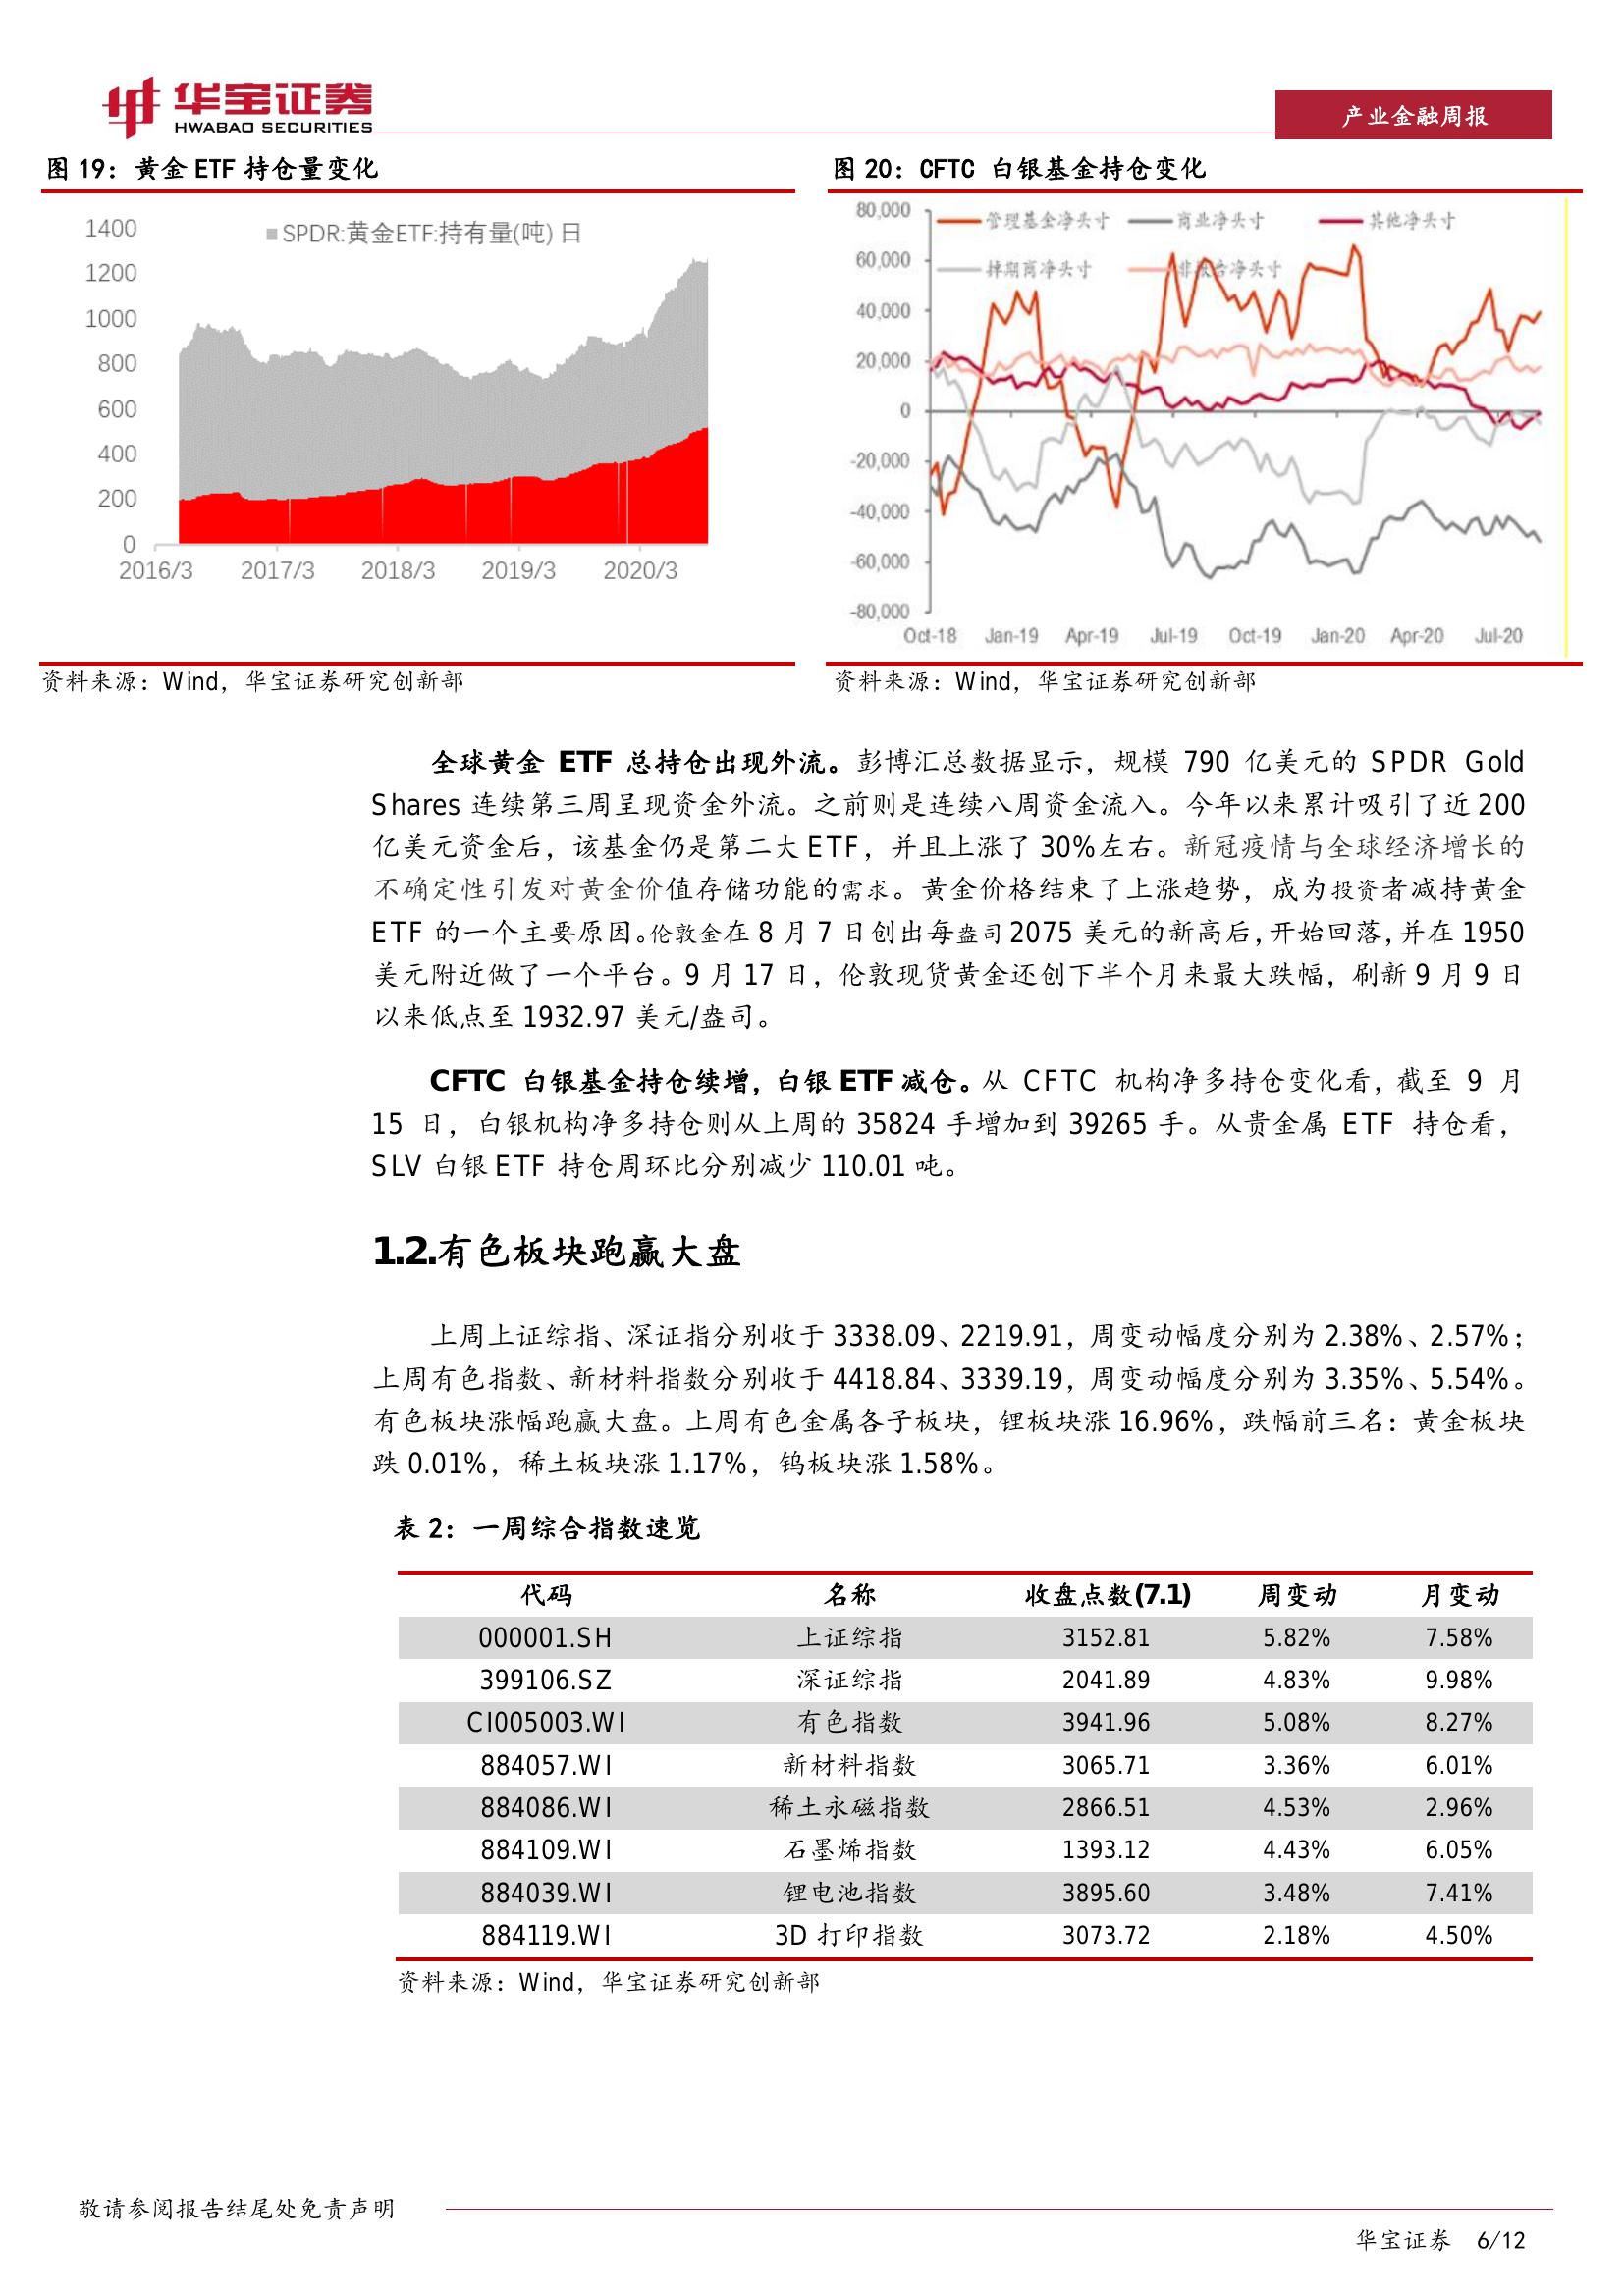 华宝证券
HWABAO SECURITIES
产业金融周报
图 19：黄金 ETF 持仓量变化
1400
1200
1000
800
600
400
200
0
SPDR:黄金ETF:持有量(吨) 日
2016/3 2017/3 2018/3 2019/3 2020/3
资料来源：Wind，华宝证券研究创新部
图 20：CFTC 白银基金持仓变化
80,000
60,000
40,000
20,000
0
-20,000
-40,000
-60,000
-80,000
管理基金净头寸 商业净头寸 其他净头寸
掉期商净头寸 非报告净头寸
Oct-18 Jan-19 Apr-19 Jul-19 Oct-19 Jan-20 Apr-20 Jul-20
资料来源：Wind，华宝证券研究创新部
全球黄金 ETF 总持仓出现外流。彭博汇总数据显示，规模 790 亿美元的 SPDR Gold
Shares 连续第三周呈现资金外流。之前则是连续八周资金流入。今年以来累计吸引了近 200
亿美元资金后，该基金仍是第二大 ETF，并且上涨了 30%左右。新冠疫情与全球经济增长的
不确定性引发对黄金价值存储功能的需求。黄金价格结束了上涨趋势，成为投资者减持黄金
ETF 的一个主要原因。伦敦金在 8 月 7 日创出每盎司 2075 美元的新高后，开始回落，并在 1950
美元附近做了一个平台。9 月 17 日，伦敦现货黄金还创下半个月来最大跌幅，刷新 9 月 9 日
以来低点至 1932.97 美元/盎司。
CFTC 白银基金持仓续增，白银 ETF 减仓。从 CFTC 机构净多持仓变化看，截至 9 月
15 日，白银机构净多持仓则从上周的 35824 手增加到 39265 手。从贵金属 ETF 持仓看，
SLV 白银 ETF 持仓周环比分别减少 110.01 吨。
1.2.有色板块跑赢大盘
上周上证综指、深证指分别收于 3338.09、2219.91，周变动幅度分别为 2.38%、2.57%；
上周有色指数、新材料指数分别收于 4418.84、3339.19，周变动幅度分别为 3.35%、5.54%。
有色板块涨幅跑赢大盘。上周有色金属各子板块，锂板块涨 16.96%，跌幅前三名：黄金板块
跌 0.01%，稀土板块涨 1.17%，钨板块涨 1.58%。
表 2：一周综合指数速览
代码 名称 收盘点数(7.1) 周变动 月变动
000001.SH 上证综指 3152.81 5.82% 7.58%
399106.SZ 深证综指 2041.89 4.83% 9.98%
CI005003.WI 有色指数 3941.96 5.08% 8.27%
884057.WI 新材料指数 3065.71 3.36% 6.01%
884086.WI 稀土永磁指数 2866.51 4.53% 2.96%
884109.WI 石墨烯指数 1393.12 4.43% 6.05%
884039.WI 锂电池指数 3895.60 3.48% 7.41%
884119.WI 3D 打印指数 3073.72 2.18% 4.50%
资料来源：Wind，华宝证券研究创新部
敬请参阅报告结尾处免责声明
华宝证券 6/12